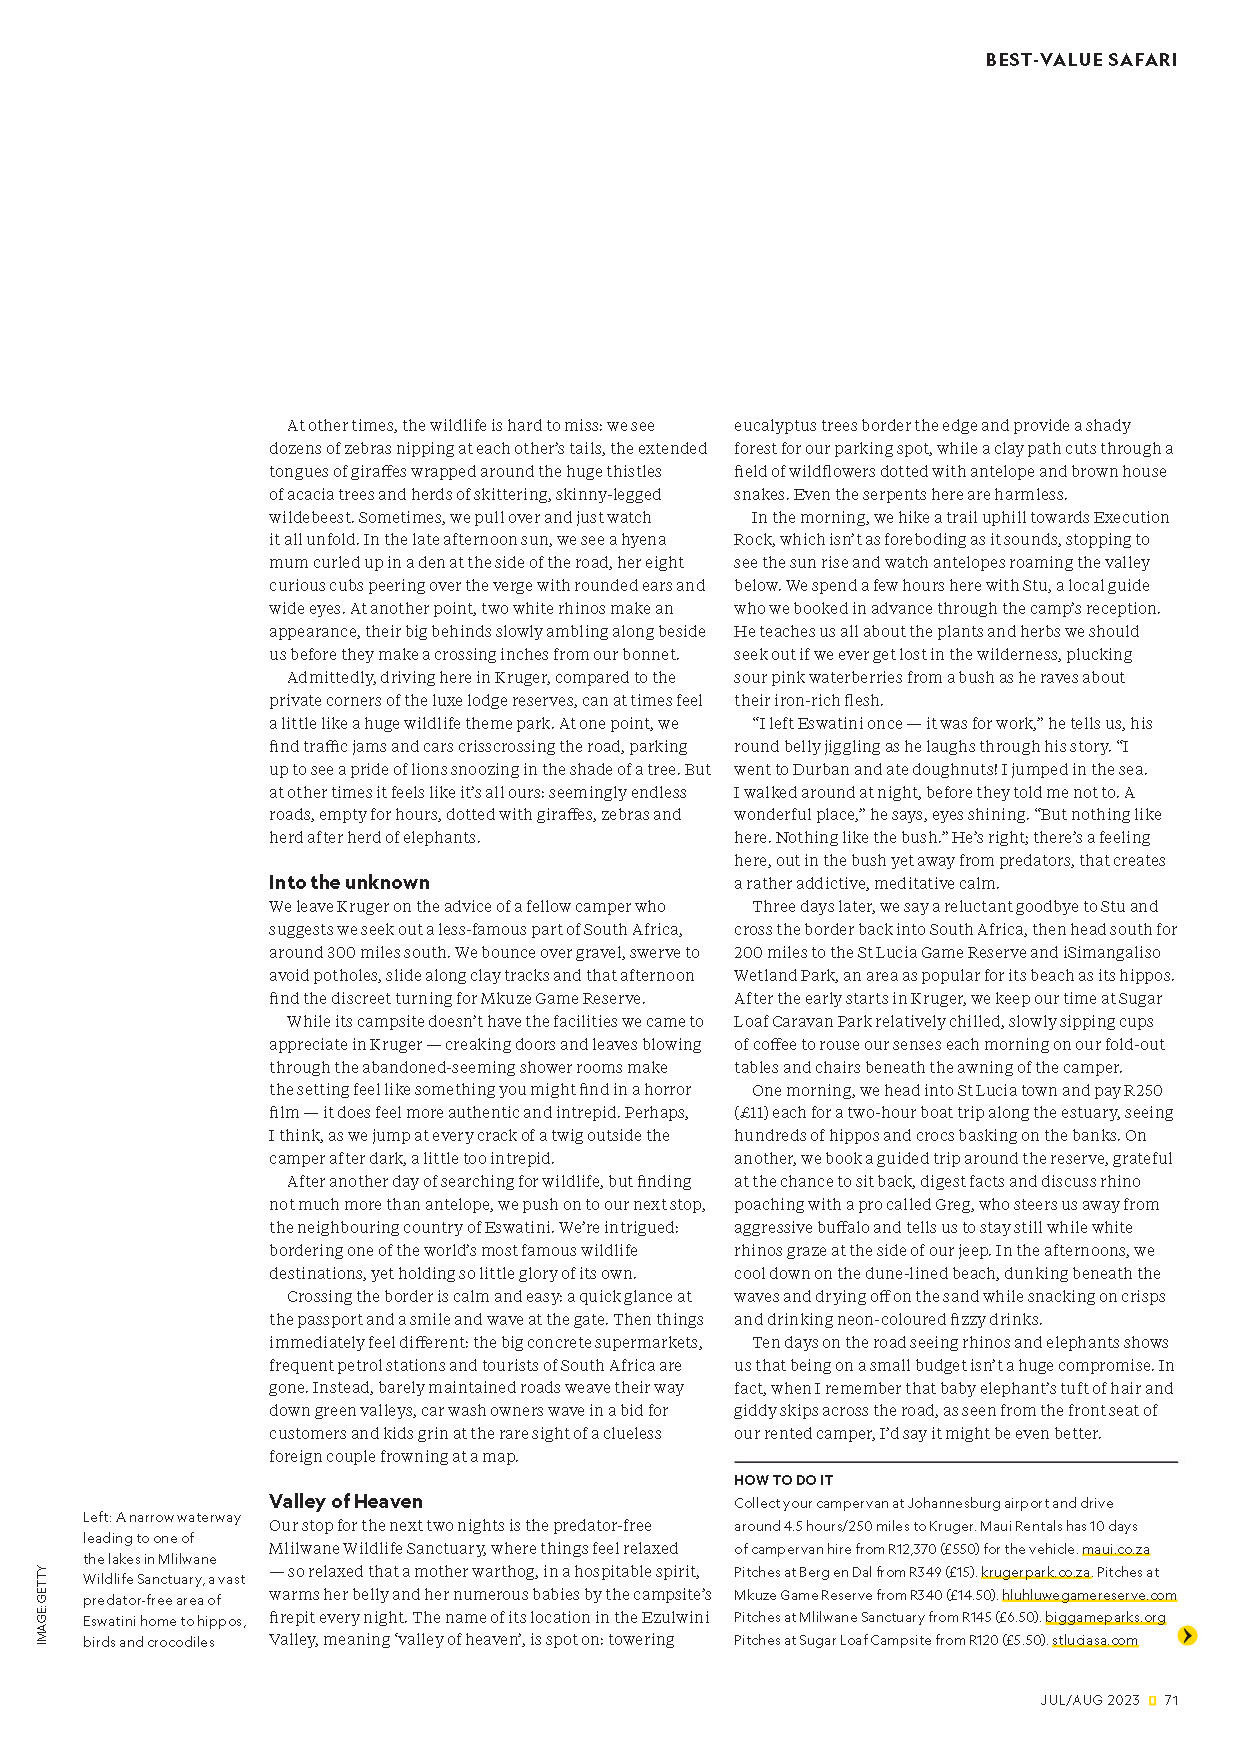 BEST-VALUE SAFARI
At other times, the wildlife is hard to miss: we see
dozens of zebras nipping at each other's tails, the extended
tongues of giraffes wrapped around the huge thistles
of acacia trees and herds of skittering, skinny-legged
wildebeest. Sometimes, we pull over and just watch
it all unfold. In the late afternoon sun, we see a hyena
mum curled up in a den at the side of the road, her eight
curious cubs peering over the verge with rounded ears and
wide eyes. At another point, two white rhinos make an
appearance, their big behinds slowly ambling along beside
us before they make a crossing inches from our bonnet.
Admittedly, driving here in Kruger, compared to the
private corners of the luxe lodge reserves, can at times feel
a little like a huge wildlife theme park. At one point, we
find traffic jams and cars crisscrossing the road, parking
up to see a pride of lions snoozing in the shade of a tree. But
at other times it feels like it's all ours: seemingly endless
roads, empty for hours, dotted with giraffes, zebras and
herd after herd of elephants.
Into the unknown
We leave Kruger on the advice of a fellow camper who
suggests we seek out a less-famous part of South Africa,
around 300 miles south. We bounce over gravel, swerve to
avoid potholes, slide along clay tracks and that afternoon
find the discreet turning for Mkuze Game Reserve.
While its campsite doesn't have the facilities we came to
appreciate in Kruger — creaking doors and leaves blowing
through the abandoned-seeming shower rooms make
the setting feel like something you might find in a horror
film — it does feel more authentic and intrepid. Perhaps,
I think, as we jump at every crack of a twig outside the
camper after dark, a little too intrepid.
After another day of searching for wildlife, but finding
not much more than antelope, we push on to our next stop,
the neighbouring country of Eswatini. We're intrigued:
bordering one of the world's most famous wildlife
destinations, yet holding so little glory of its own.
Crossing the border is calm and easy: a quick glance at
the passport and a smile and wave at the gate. Then things
immediately feel different: the big concrete supermarkets,
frequent petrol stations and tourists of South Africa are
gone. Instead, barely maintained roads weave their way
down green valleys, car wash owners wave in a bid for
customers and kids grin at the rare sight of a clueless
foreign couple frowning at a map.
Valley of Heaven
Our stop for the next two nights is the predator-free
Mlilwane Wildlife Sanctuary, where things feel relaxed
— so relaxed that a mother warthog, in a hospitable spirit,
warms her belly and her numerous babies by the campsite's
firepit every night. The name of its location in the Ezulwini
Valley, meaning 'valley of heaven', is spot on: towering
eucalyptus trees border the edge and provide a shady
forest for our parking spot, while a clay path cuts through a
field of wildflowers dotted with antelope and brown house
snakes. Even the serpents here are harmless.
In the morning, we hike a trail uphill towards Execution
Rock, which isn't as foreboding as it sounds, stopping to
see the sun rise and watch antelopes roaming the valley
below. We spend a few hours here with Stu, a local guide
who we booked in advance through the camp's reception.
He teaches us all about the plants and herbs we should
seek out if we ever get lost in the wilderness, plucking
sour pink waterberries from a bush as he raves about
their iron-rich flesh.
"I left Eswatini once — it was for work," he tells us, his
round belly jiggling as he laughs through his story. "I
went to Durban and ate doughnuts! I jumped in the sea.
I walked around at night, before they told me not to. A
wonderful place," he says, eyes shining. "But nothing like
here. Nothing like the bush." He's right; there's a feeling
here, out in the bush yet away from predators, that creates
a rather addictive, meditative calm.
Three days later, we say a reluctant goodbye to Stu and
cross the border back into South Africa, then head south for
200 miles to the St Lucia Game Reserve and iSimangaliso
Wetland Park, an area as popular for its beach as its hippos.
After the early starts in Kruger, we keep our time at Sugar
Loaf Caravan Park relatively chilled, slowly sipping cups
of coffee to rouse our senses each morning on our fold-out
tables and chairs beneath the awning of the camper.
One morning, we head into St Lucia town and pay R250
(£11) each for a two-hour boat trip along the estuary, seeing
hundreds of hippos and crocs basking on the banks. On
another, we book a guided trip around the reserve, grateful
at the chance to sit back, digest facts and discuss rhino
poaching with a pro called Greg, who steers us away from
aggressive buffalo and tells us to stay still while white
rhinos graze at the side of our jeep. In the afternoons, we
cool down on the dune-lined beach, dunking beneath the
waves and drying off on the sand while snacking on crisps
and drinking neon-coloured fizzy drinks.
Ten days on the road seeing rhinos and elephants shows
us that being on a small budget isn't a huge compromise. In
fact, when I remember that baby elephant's tuft of hair and
giddy skips across the road, as seen from the front seat of
our rented camper, I'd say it might be even better.
HOW TO DO IT
Collect your campervan at Johannesburg airport and drive
around 4.5 hours/250 miles to Kruger. Maui Rentals has 10 days
of campervan hire from R12,370 (£550) for the vehicle. maui.co.za
Pitches at Berg en Dal from R349 (£15). krugerpark.co.za. Pitches at
Mkuze Game Reserve from R340 (£14.50). hluhluwegamereserve.com
Pitches at Mlilwane Sanctuary from R145 (£6.50). biggameparks.org
Pitches at Sugar Loaf Campsite from R120 (£5.50). stluciasa.com
Left: A narrow waterway
leading to one of
the lakes in Mlilwane
Wildlife Sanctuary, a vast
predator-free area of
Eswatini home to hippos,
birds and crocodiles
IMAGE: GETTY
JUL/AUG 2023 71